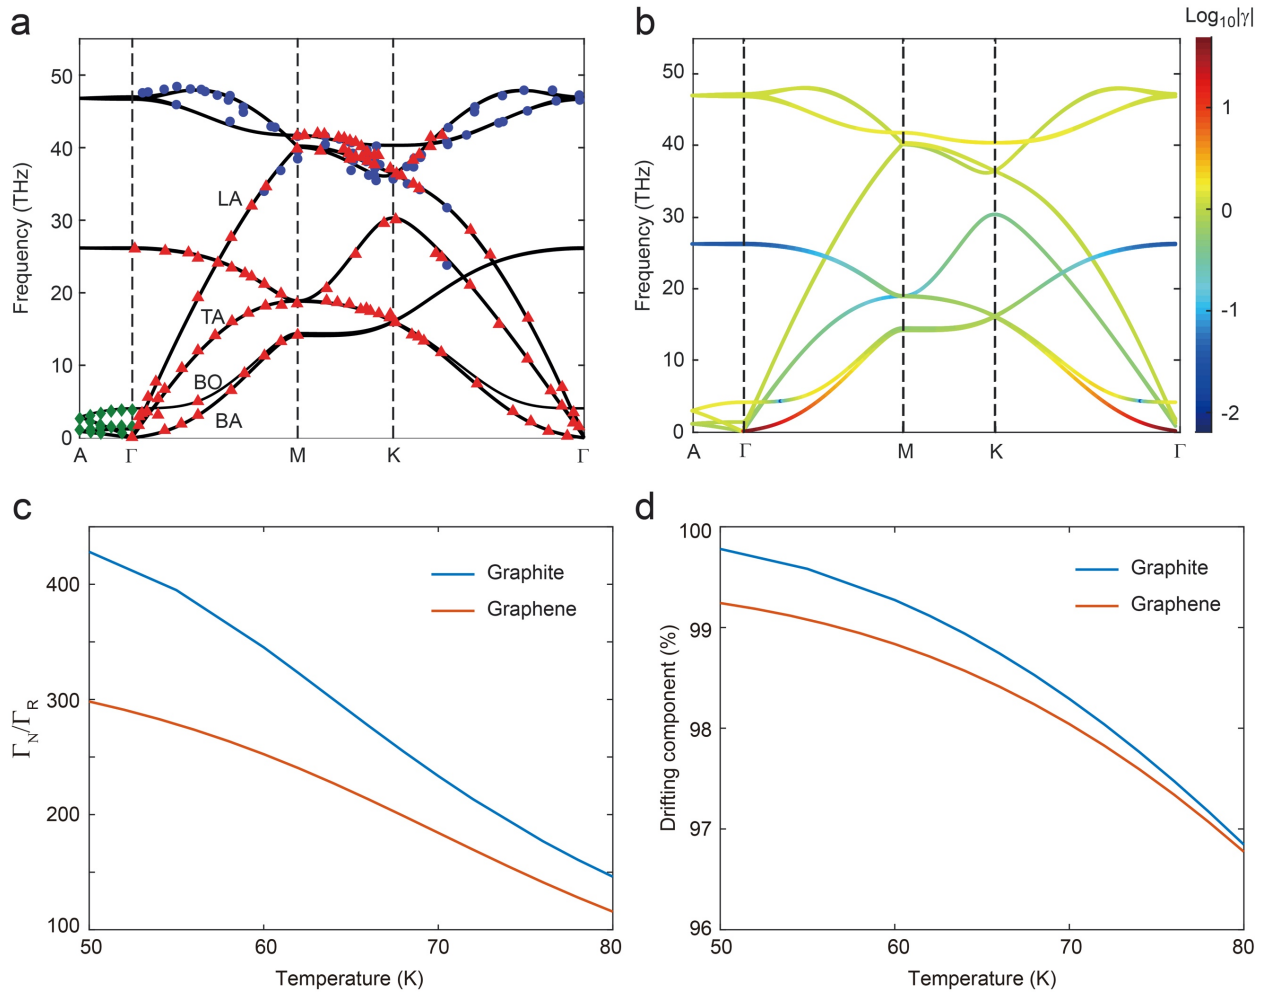 a
Frequency (THz)
50
40
30
20
10
0
LA
TA
BO
BA
A
Γ
M
K
Γ
b
Log10|γ|
Frequency (THz)
50
40
30
20
10
0
A
Γ
M
K
Γ
1
0
-1
-2
c
ΓN/ΓR
400
300
200
100
50
60
70
80
Graphite
Graphene
Temperature (K)
d
Drifting component (%)
100
99
98
97
96
50
60
70
80
Graphite
Graphene
Temperature (K)